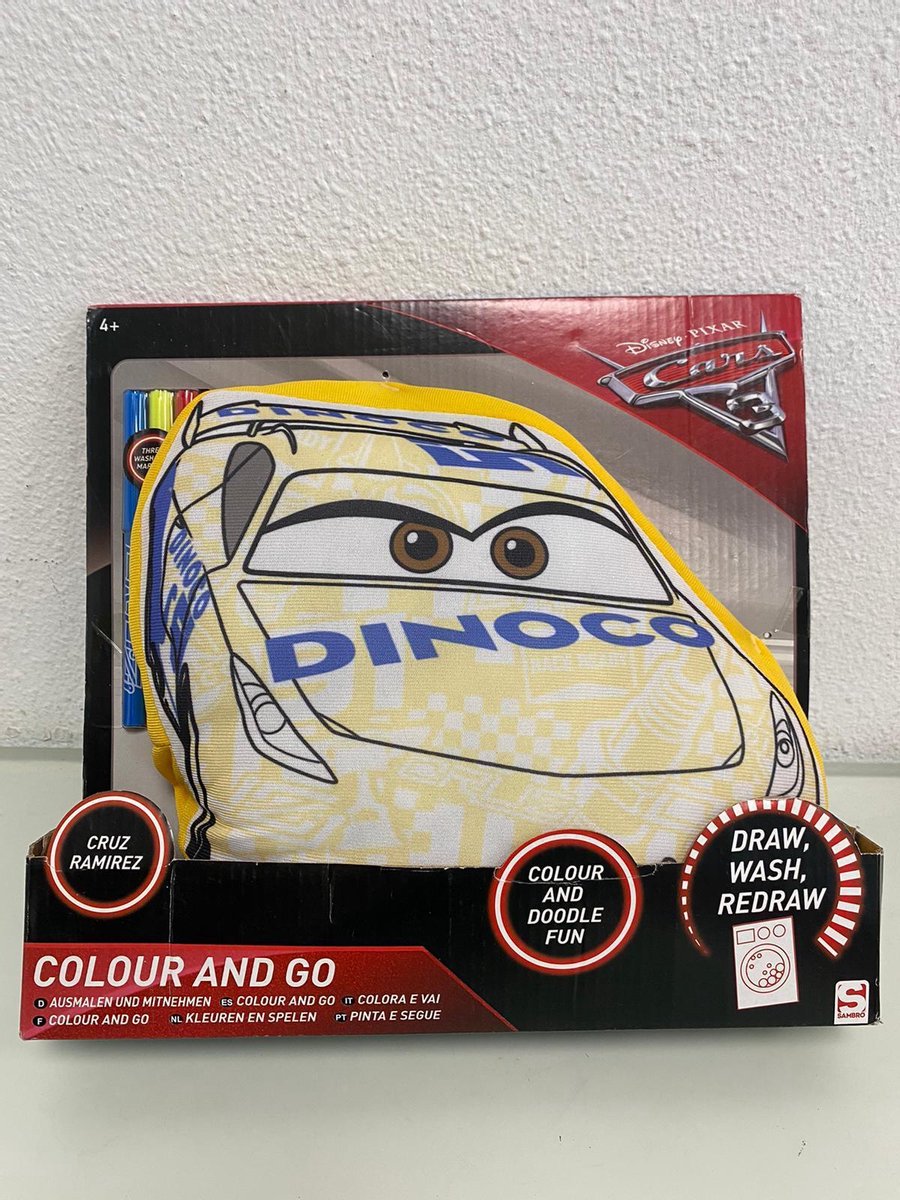 4+
DISNEY·PIXAR
Cars
3
DINOCO
DINOCO
DINOCO
CRUZ
RAMIREZ
COLOUR
AND
DOODLE
FUN
DRAW,
WASH,
REDRAW
COLOUR AND GO
D AUSMALEN UND MITNEHMEN ES COLOUR AND GO IT COLORA E VAI
F COLOUR AND GO NL KLEUREN EN SPELEN PT PINTA E SEGUE
S
SAMBRO